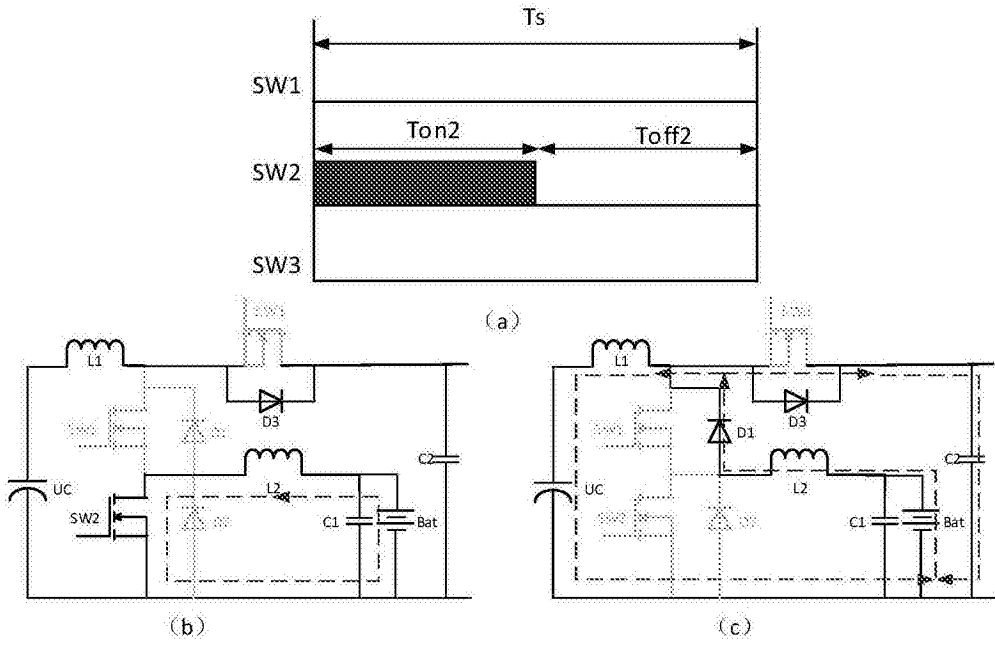 Ts
SW1
Ton2
Toff2
SW2
SW3
(a)
L1
D3
UC
L2
C2
SW2
C1
Bat
(b)
L1
D1
D3
UC
L2
C2
C1
Bat
(c)